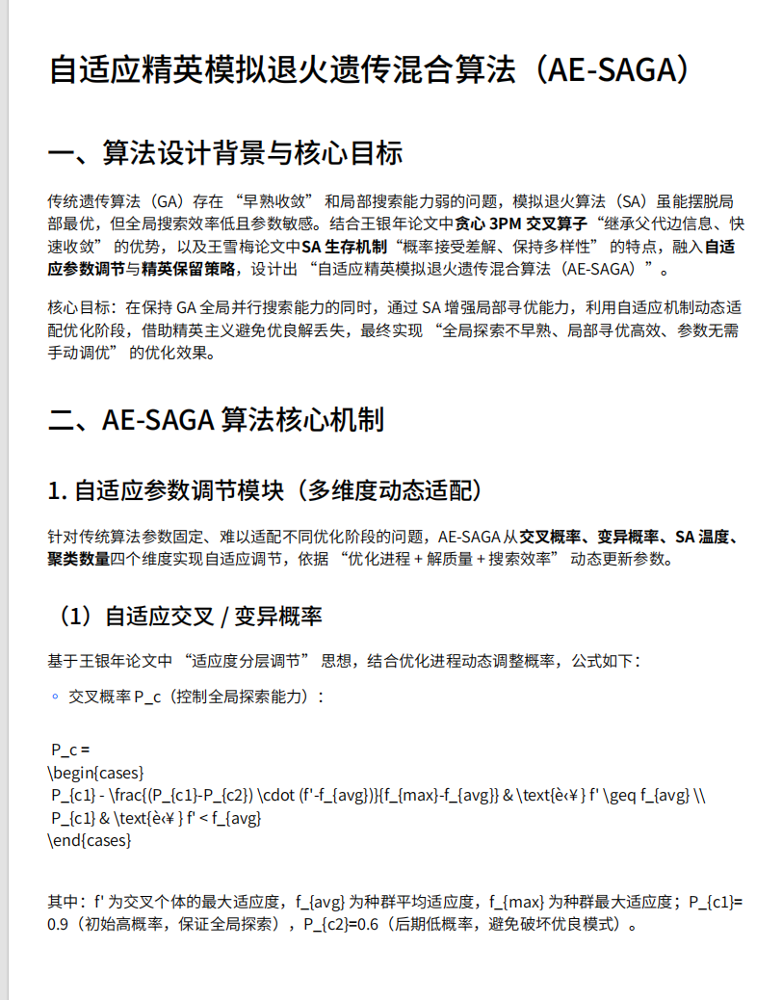 自适应精英模拟退火遗传混合算法（AE-SAGA）
一、算法设计背景与核心目标
传统遗传算法（GA）存在 “早熟收敛” 和局部搜索能力弱的问题，模拟退火算法（SA）虽能摆脱局
部最优，但全局搜索效率低且参数敏感。结合王银年论文中贪心 3PM 交叉算子 “继承父代边信息、快
速收敛” 的优势，以及王雪梅论文中SA 生存机制 “概率接受差解、保持多样性” 的特点，融入自适
应参数调节与精英保留策略，设计出 “自适应精英模拟退火遗传混合算法（AE-SAGA）”。
核心目标：在保持 GA 全局并行搜索能力的同时，通过 SA 增强局部寻优能力，利用自适应机制动态适
配优化阶段，借助精英主义避免优良解丢失，最终实现 “全局探索不早熟、局部寻优高效、参数无需
手动调优” 的优化效果。
二、AE-SAGA 算法核心机制
1. 自适应参数调节模块（多维度动态适配）
针对传统算法参数固定、难以适配不同优化阶段的问题，AE-SAGA 从交叉概率、变异概率、SA 温度、
聚类数量四个维度实现自适应调节，依据 “优化进程 + 解质量 + 搜索效率” 动态更新参数。
（1）自适应交叉 / 变异概率
基于王银年论文中 “适应度分层调节” 思想，结合优化进程动态调整概率，公式如下：
◦ 交叉概率 P_c（控制全局探索能力）：
P_c =
\begin{cases}
P_{c1} - \frac{(P_{c1}-P_{c2}) \cdot (f'-f_{avg})}{f_{max}-f_{avg}} & \text{è‹¥ } f' \geq f_{avg} \\
P_{c1} & \text{è‹¥ } f' < f_{avg}
\end{cases}
其中：f' 为交叉个体的最大适应度，f_{avg} 为种群平均适应度，f_{max} 为种群最大适应度；P_{c1}=
0.9（初始高概率，保证全局探索），P_{c2}=0.6（后期低概率，避免破坏优良模式）。